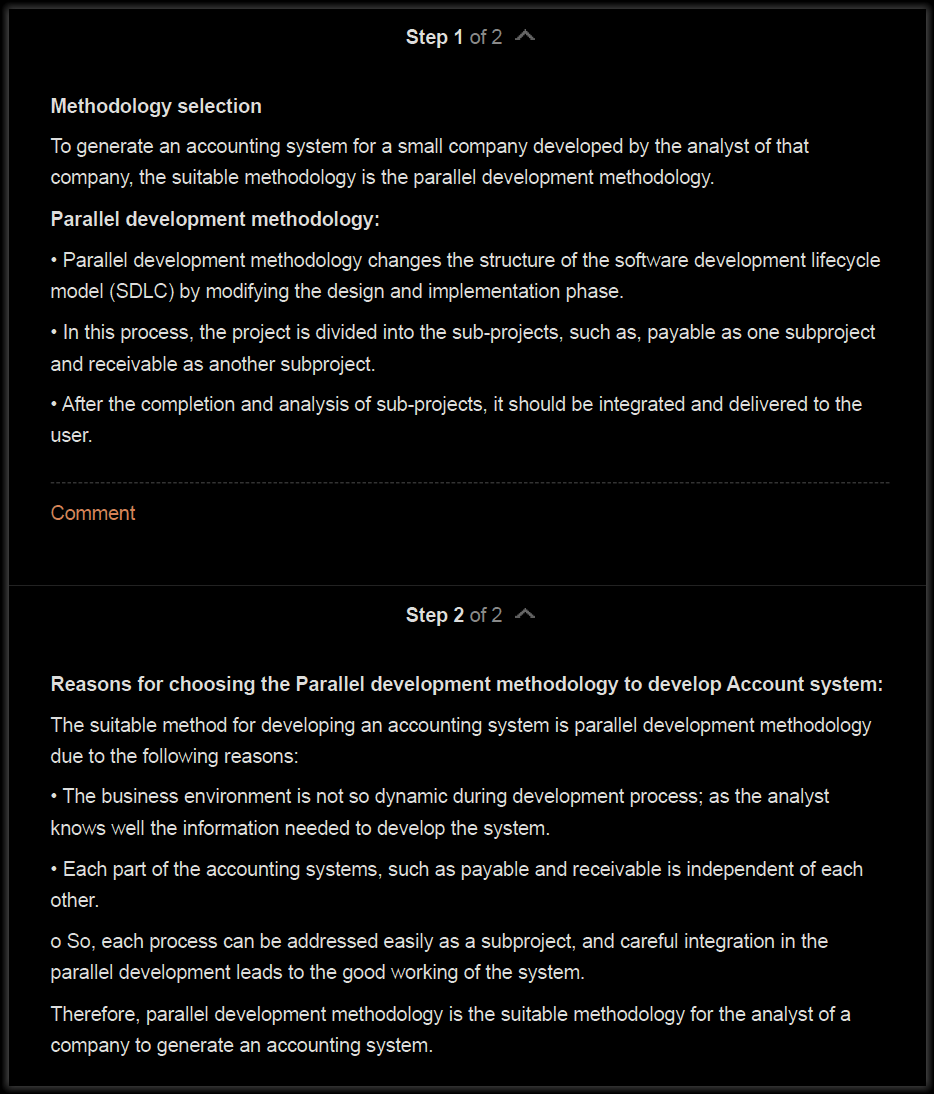 Step 1 of 2
Methodology selection
To generate an accounting system for a small company developed by the analyst of that
company, the suitable methodology is the parallel development methodology.
Parallel development methodology:
• Parallel development methodology changes the structure of the software development lifecycle
model (SDLC) by modifying the design and implementation phase.
• In this process, the project is divided into the sub-projects, such as, payable as one subproject
and receivable as another subproject.
• After the completion and analysis of sub-projects, it should be integrated and delivered to the
user.
Comment
Step 2 of 2
Reasons for choosing the Parallel development methodology to develop Account system:
The suitable method for developing an accounting system is parallel development methodology
due to the following reasons:
• The business environment is not so dynamic during development process; as the analyst
knows well the information needed to develop the system.
• Each part of the accounting systems, such as payable and receivable is independent of each
other.
o So, each process can be addressed easily as a subproject, and careful integration in the
parallel development leads to the good working of the system.
Therefore, parallel development methodology is the suitable methodology for the analyst of a
company to generate an accounting system.